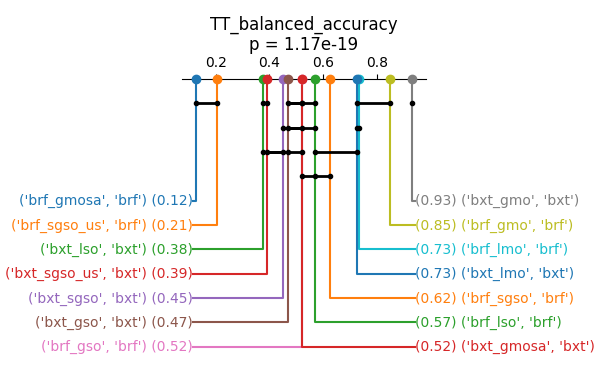 TT_balanced_accuracy
p = 1.17e-19
0.2 0.4 0.6 0.8
('brf_gmosa', 'brf') (0.12) (0.93) ('bxt_gmo', 'bxt')
('brf_sgso_us', 'brf') (0.21) (0.85) ('brf_gmo', 'brf')
('bxt_lso', 'bxt') (0.38) (0.73) ('brf_lmo', 'brf')
('bxt_sgso_us', 'bxt') (0.39) (0.73) ('bxt_lmo', 'bxt')
('bxt_sgso', 'bxt') (0.45) (0.62) ('brf_sgso', 'brf')
('bxt_gso', 'bxt') (0.47) (0.57) ('brf_lso', 'brf')
('brf_gso', 'brf') (0.52) (0.52) ('bxt_gmosa', 'bxt')